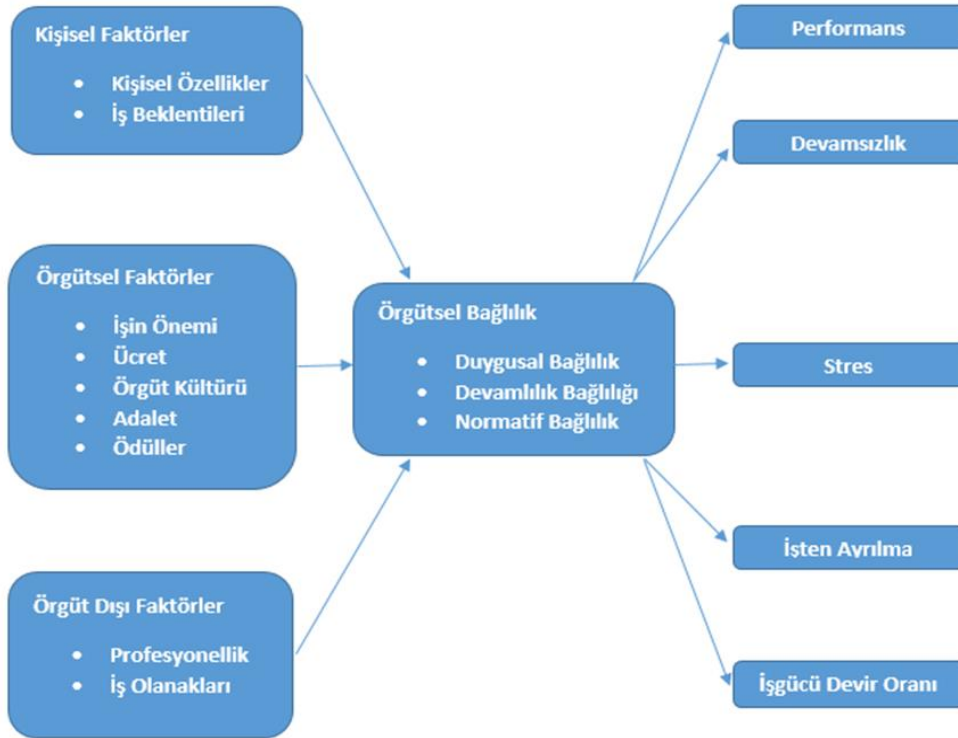 Kişisel Faktörler
• Kişisel Özellikler
• İş Beklentileri
Örgütsel Faktörler
• İşin Önemi
• Ücret
• Örgüt Kültürü
• Adalet
• Ödüller
Örgüt Dışı Faktörler
• Profesyonellik
• İş Olanakları
Örgütsel Bağlılık
• Duygusal Bağlılık
• Devamlılık Bağlılığı
• Normatif Bağlılık
Performans
Devamsızlık
Stres
İşten Ayrılma
İşgücü Devir Oranı